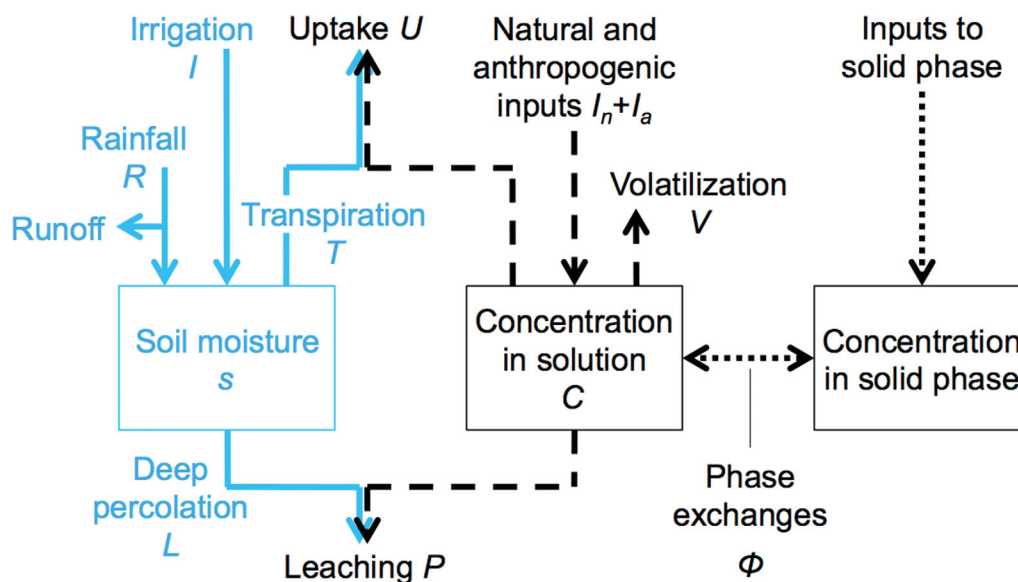 Irrigation
I
Uptake U
Natural and
anthropogenic
inputs Iₙ+Iₐ
Inputs to
solid phase
Rainfall
R
Runoff
Transpiration
T
Volatilization
V
Soil moisture
s
Concentration
in solution
C
Concentration
in solid phase
Deep
percolation
L
Leaching P
Phase
exchanges
Φ